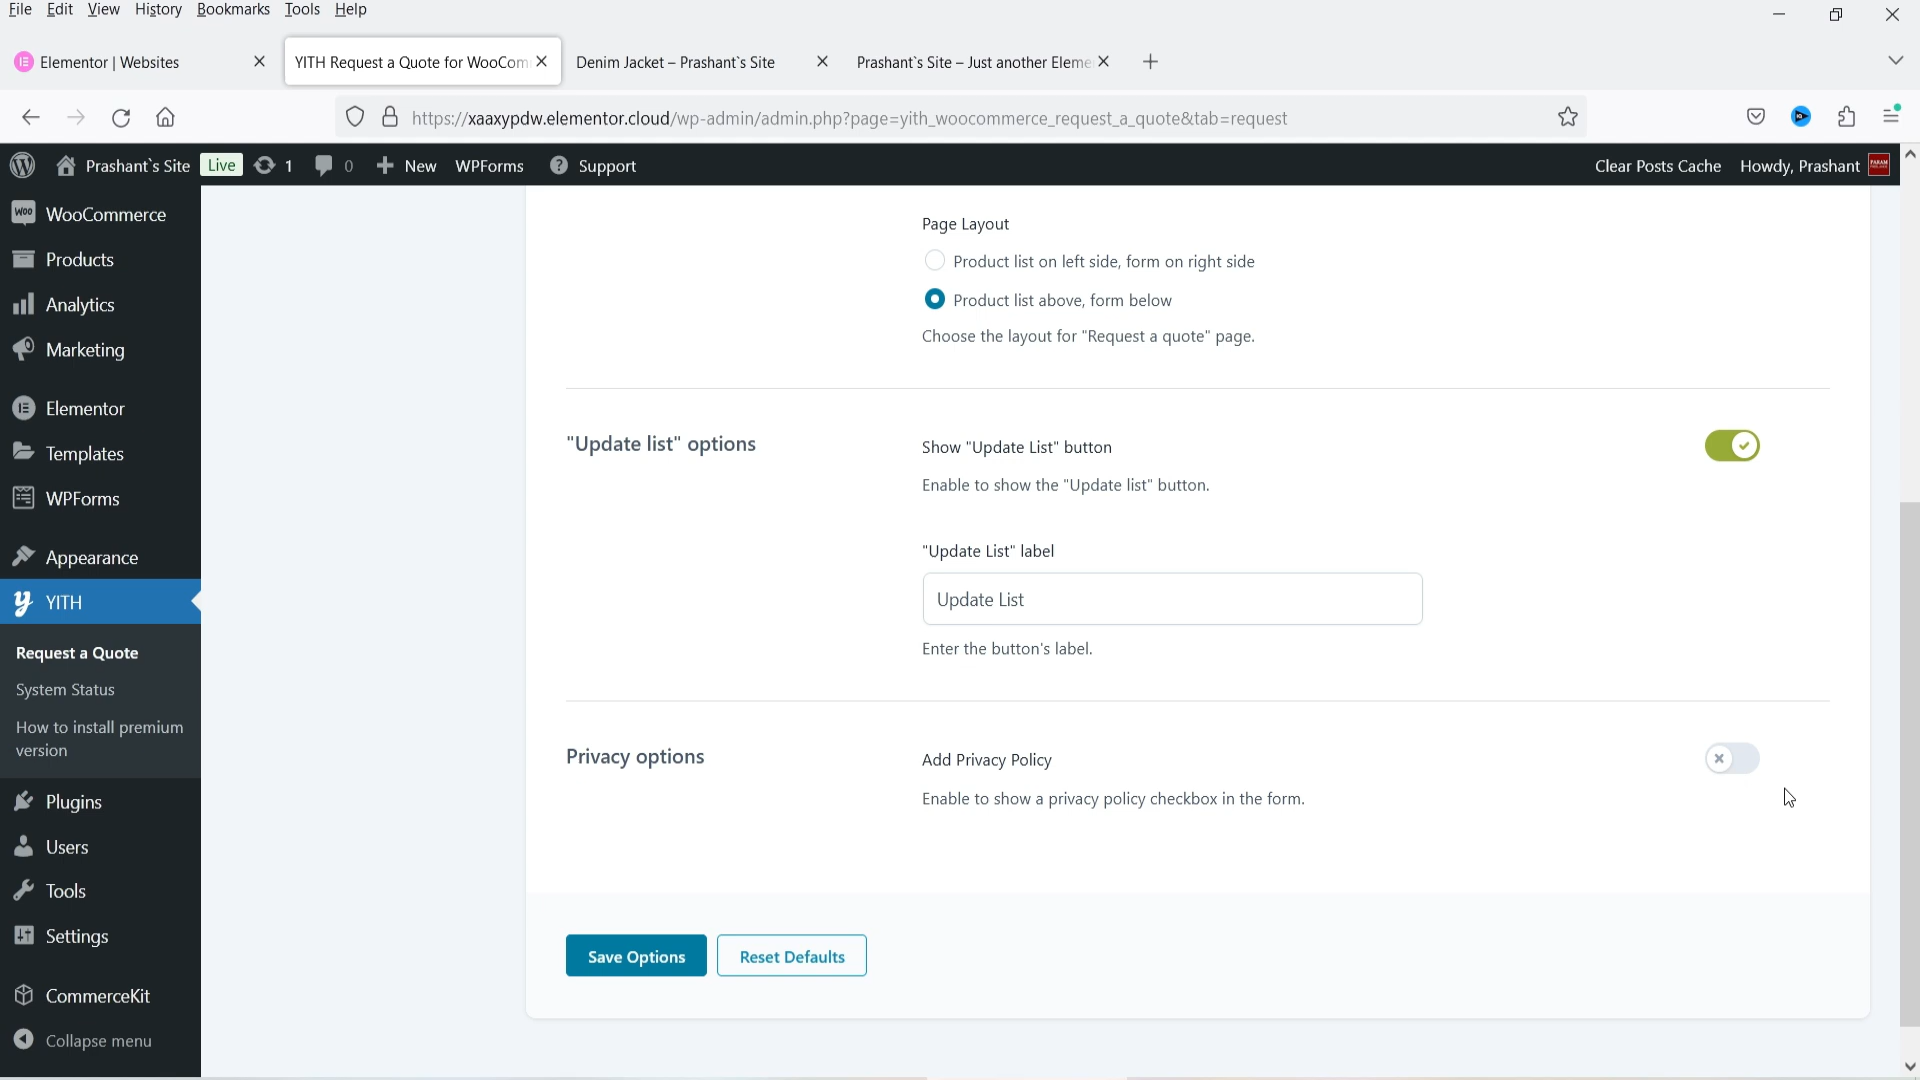 File Edit View History Bookmarks Tools Help
Elementor | Websites
YITH Request a Quote for WooCom
Denim Jacket – Prashant`s Site
Prashant`s Site – Just another Eleme
https://xaaxypdw.elementor.cloud/wp-admin/admin.php?page=yith_woocommerce_request_a_quote&tab=request
Prashant`s Site Live 1 0 New WPForms Support Clear Posts Cache Howdy, Prashant
WooCommerce
Products
Analytics
Marketing
Elementor
Templates
WPForms
Appearance
YITH
Request a Quote
System Status
How to install premium
version
Plugins
Users
Tools
Settings
CommerceKit
Collapse menu
Page Layout
Product list on left side, form on right side
Product list above, form below
Choose the layout for "Request a quote" page.
"Update list" options
Show "Update List" button
Enable to show the "Update list" button.
"Update List" label
Update List
Enter the button's label.
Privacy options
Add Privacy Policy
Enable to show a privacy policy checkbox in the form.
Save Options
Reset Defaults